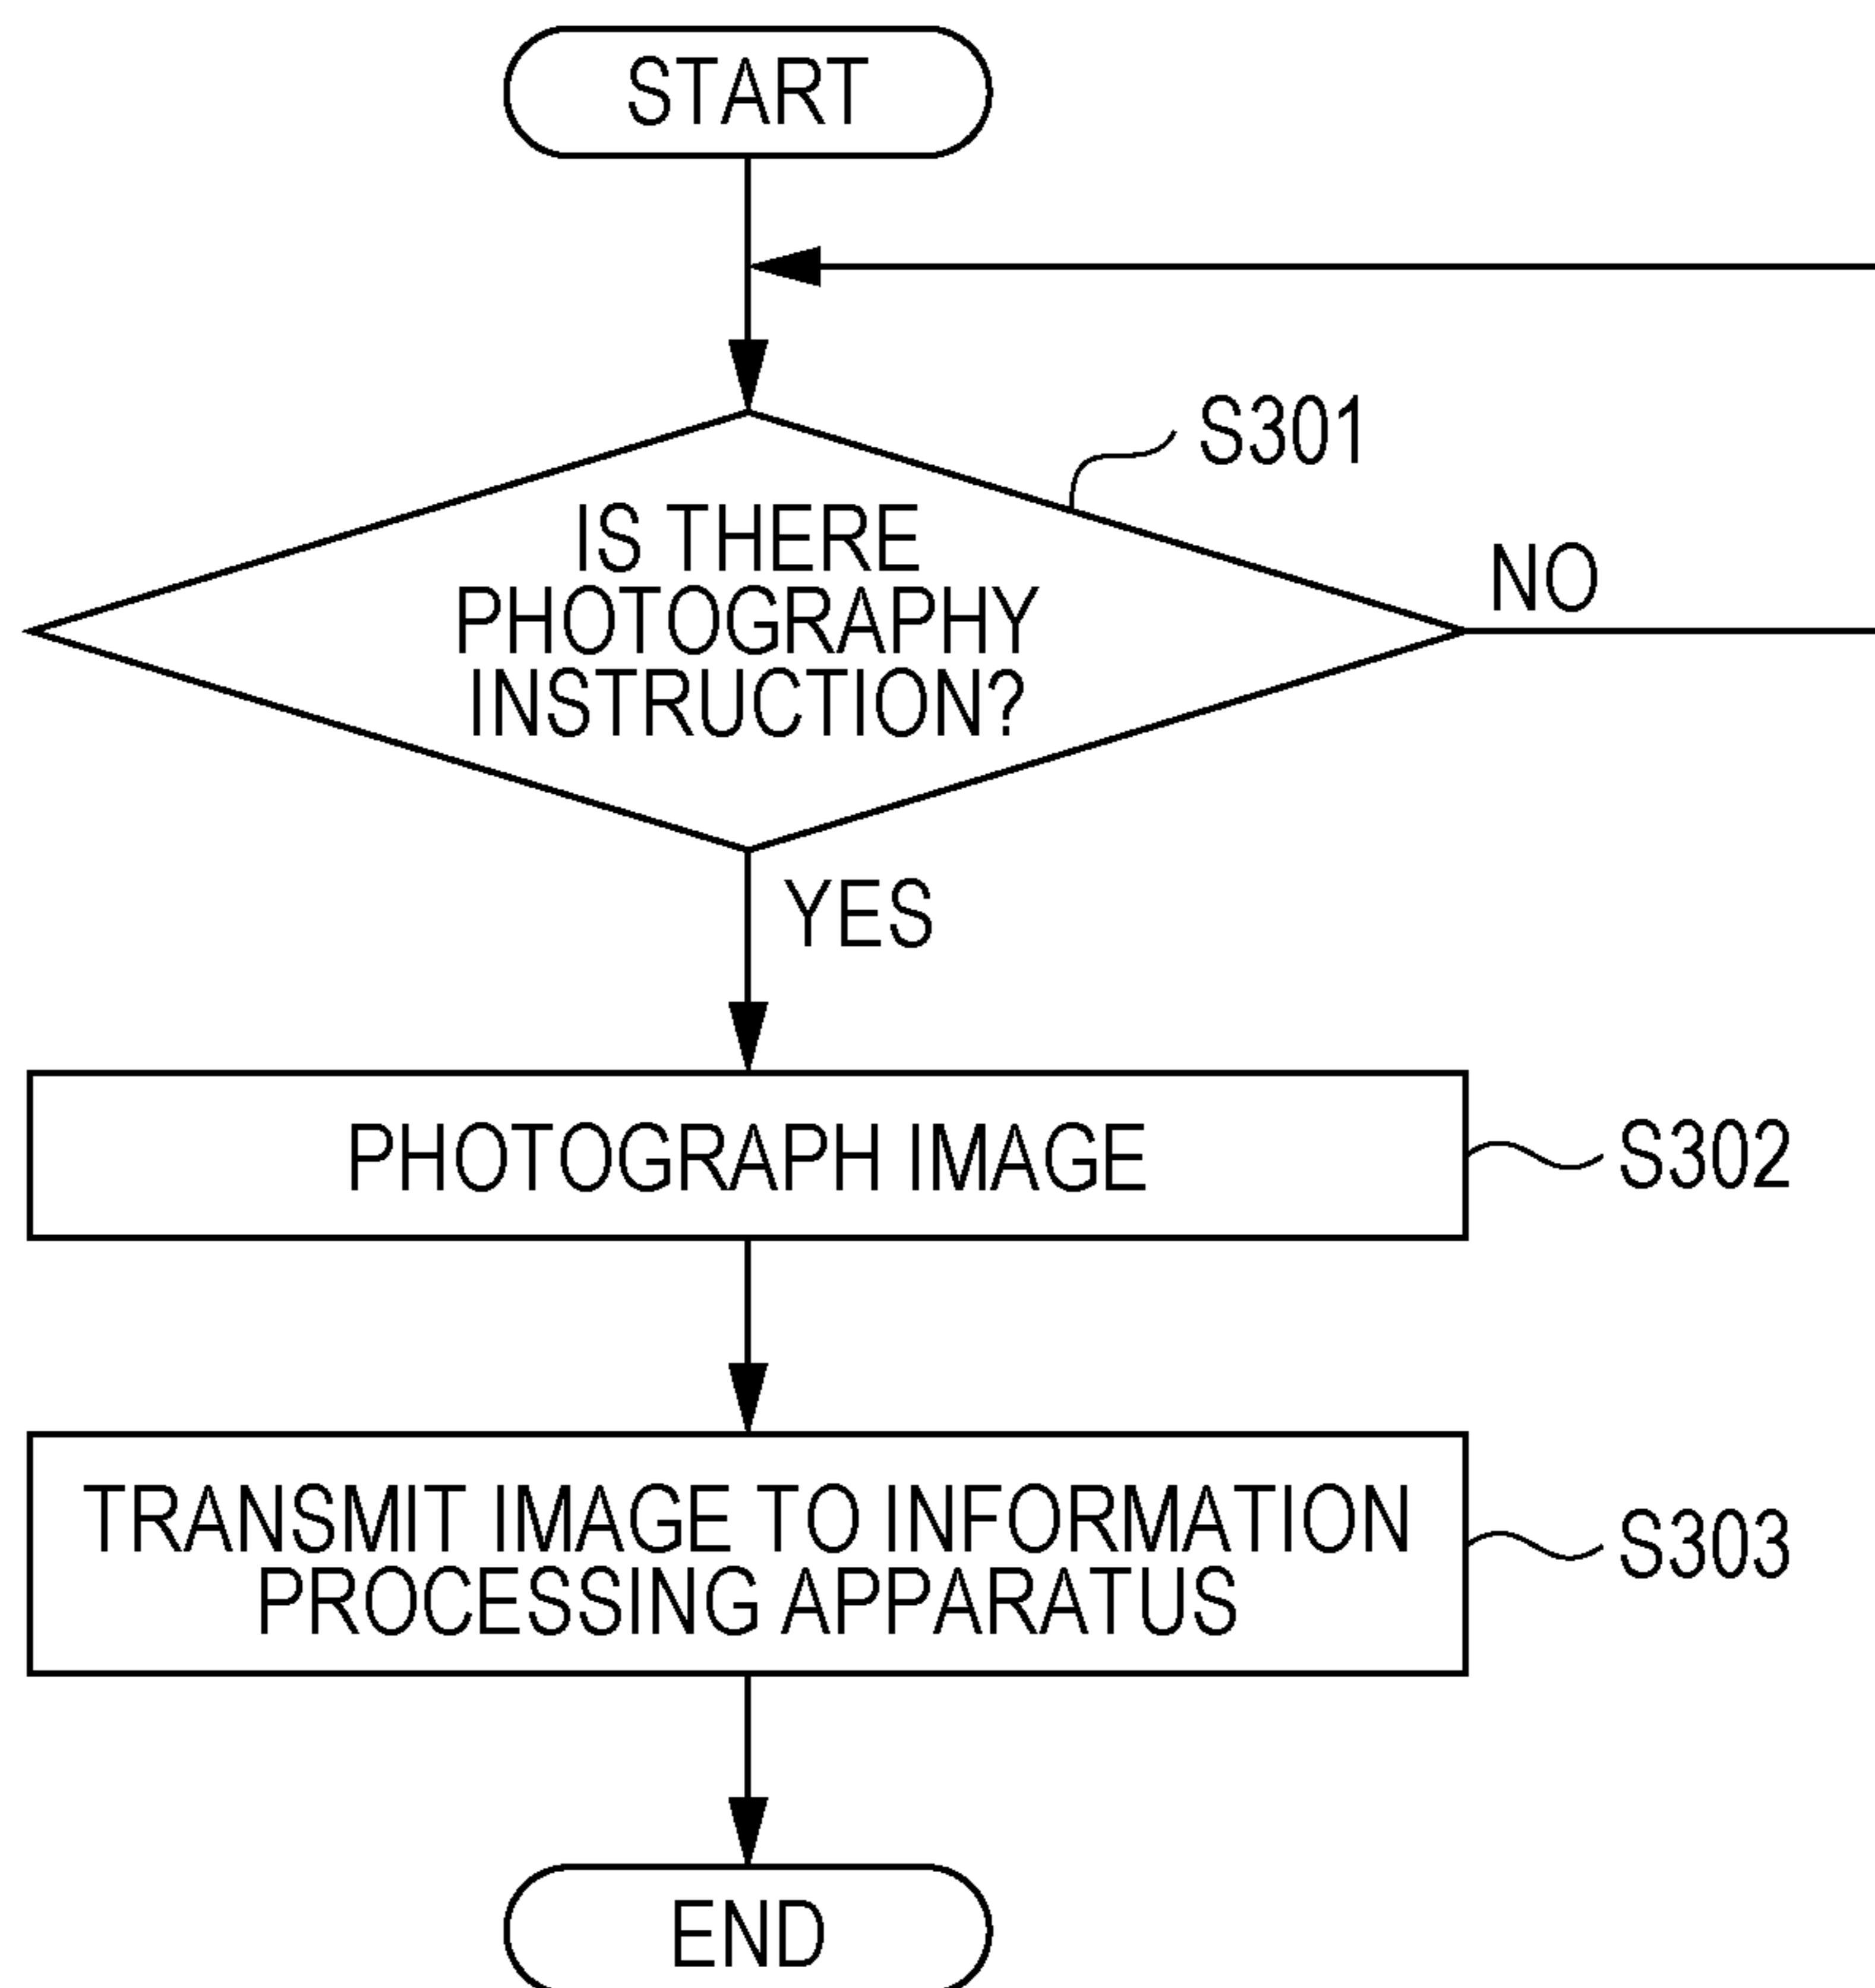 START
S301
IS THERE
PHOTOGRAPHY
INSTRUCTION?
NO
YES
PHOTOGRAPH IMAGE
S302
TRANSMIT IMAGE TO INFORMATION
PROCESSING APPARATUS
S303
END